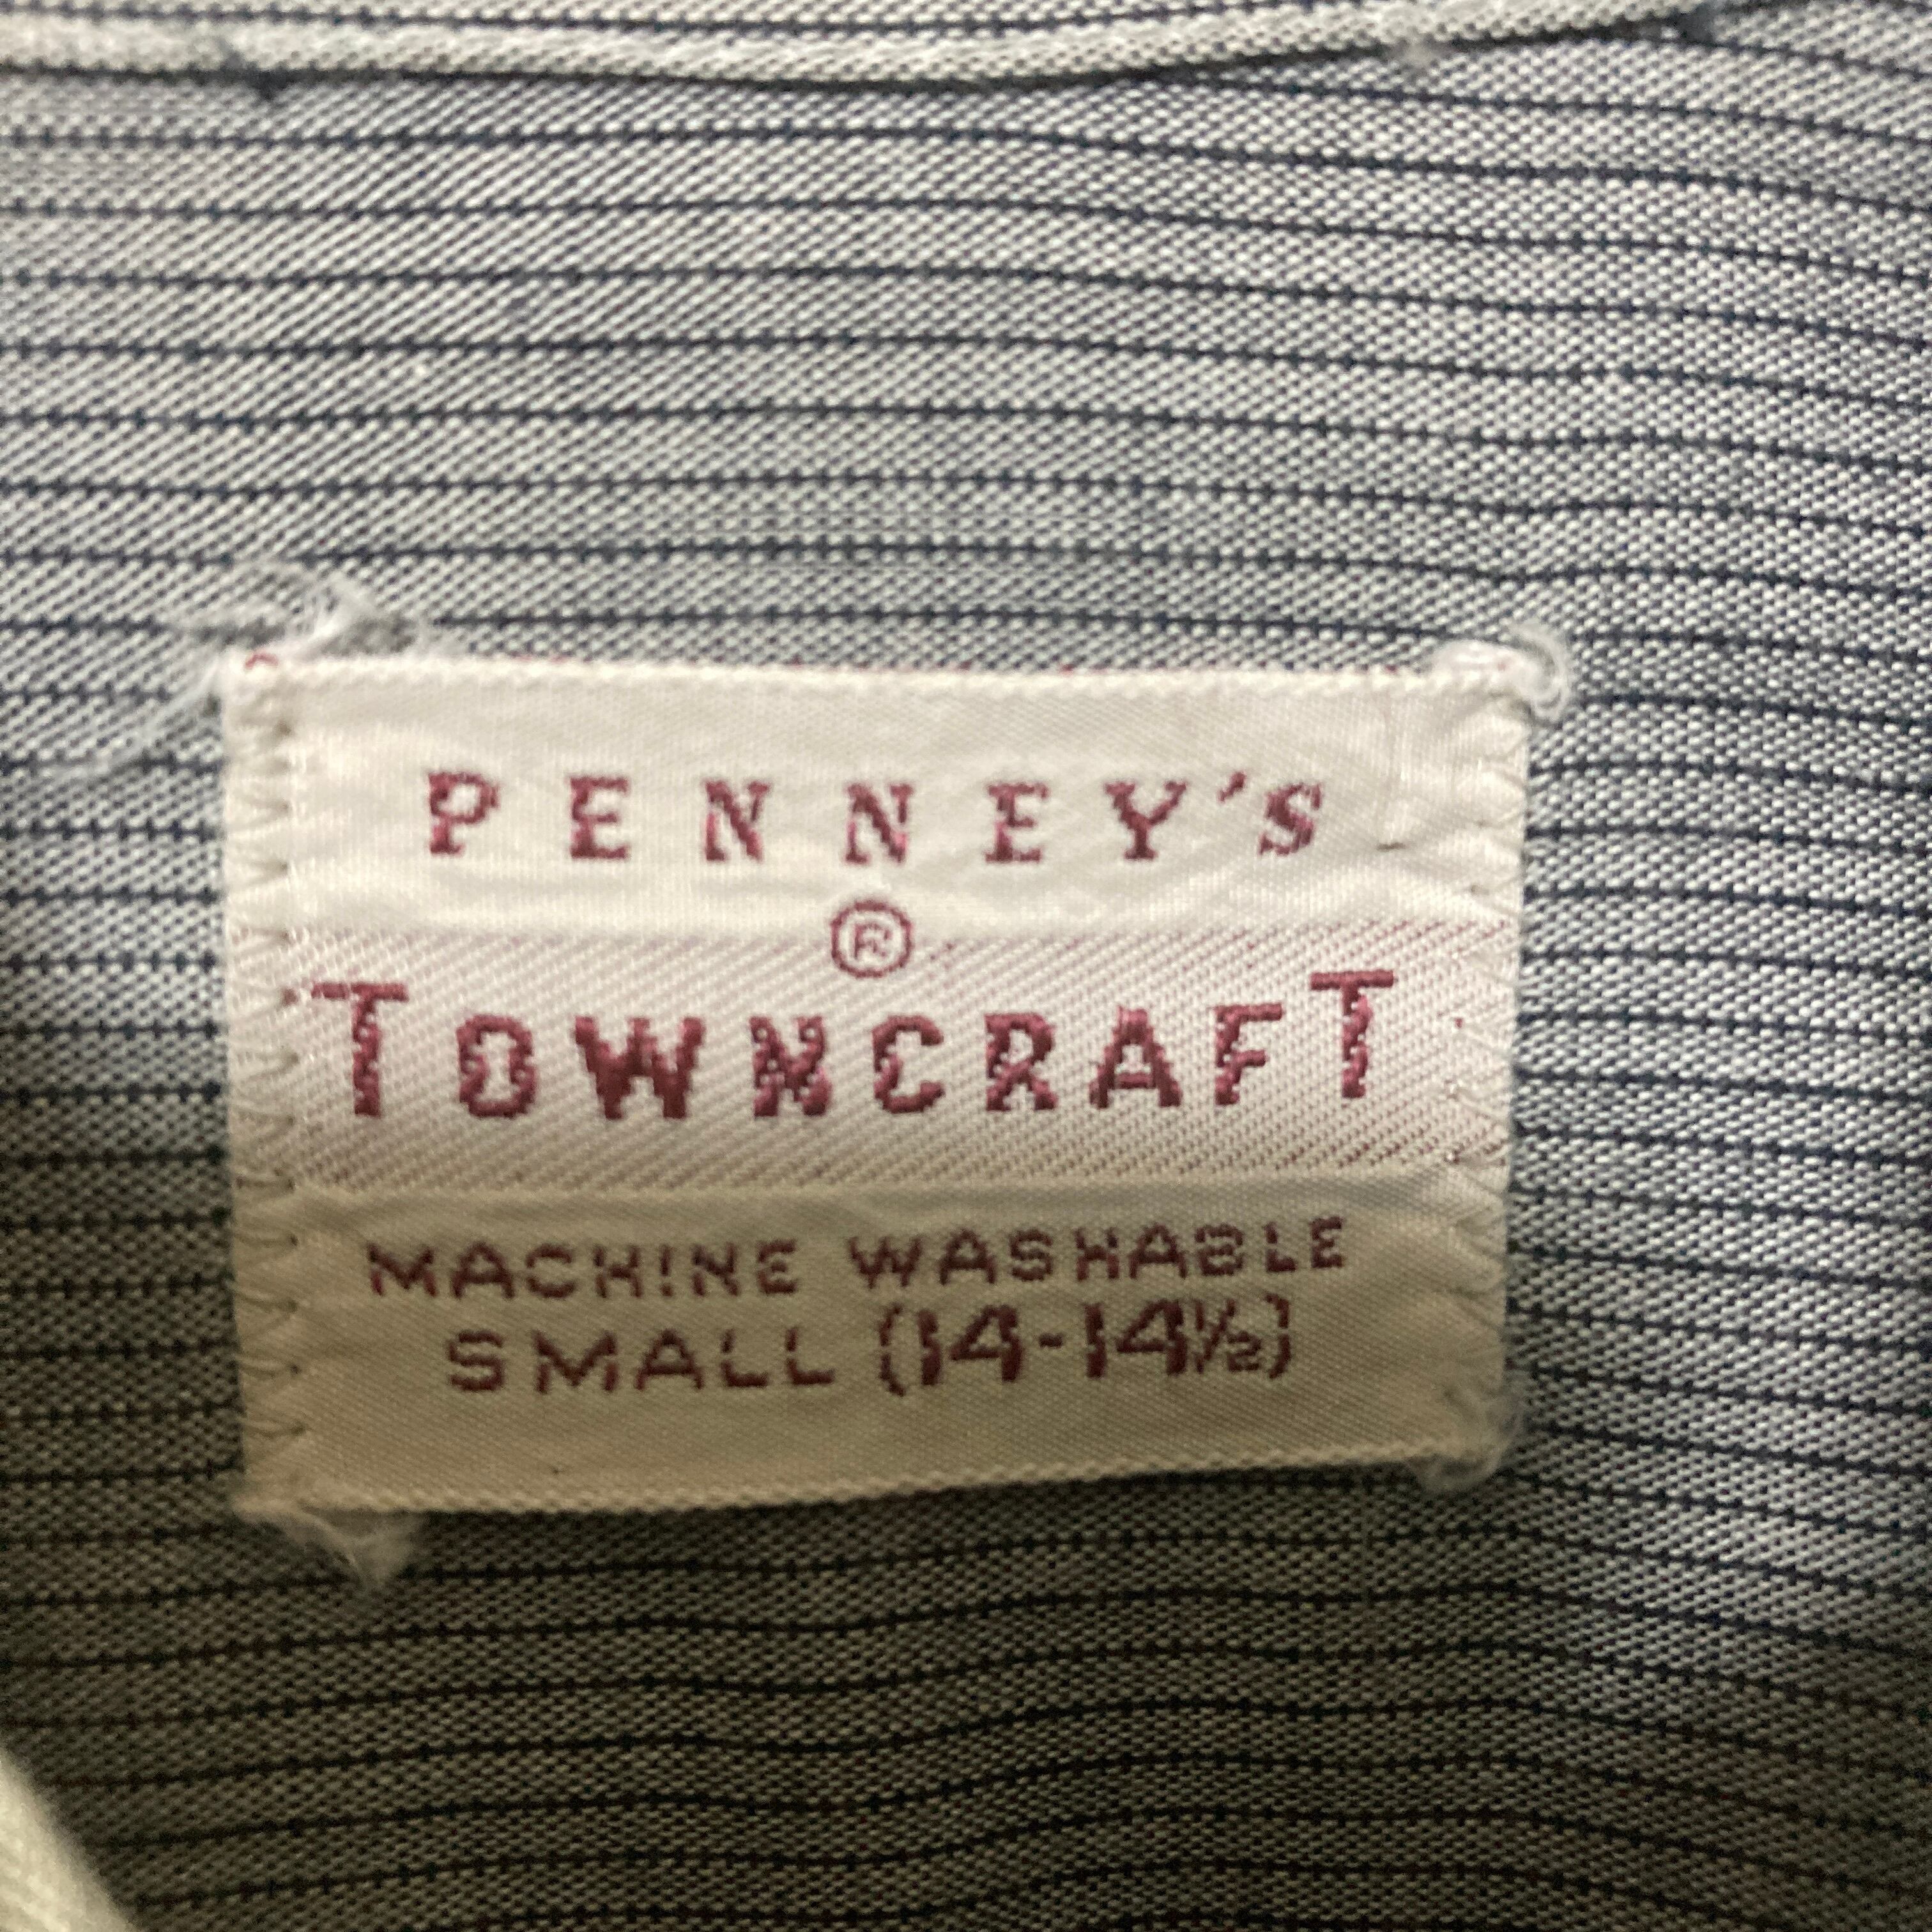 PENNEY'S
®
TOWNCRAFT
MACHINE WASHABLE
SMALL (14-14½)